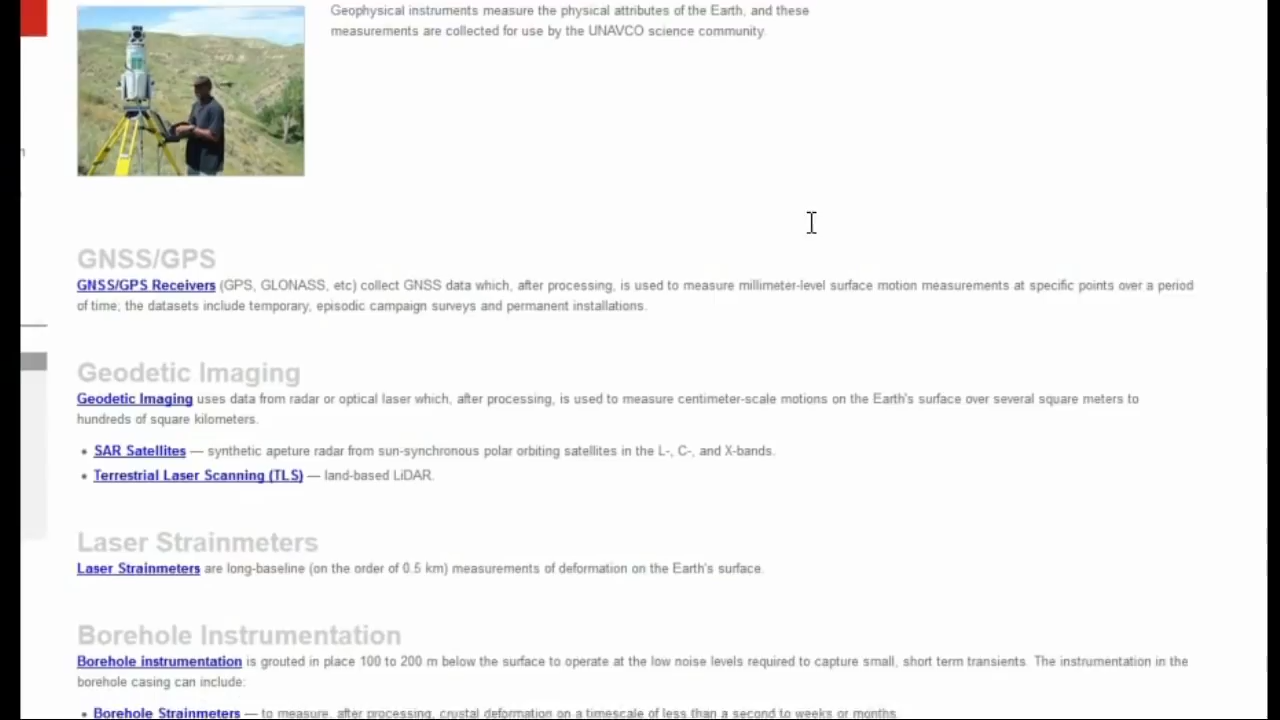 Geophysical instruments measure the physical attributes of the Earth, and these
measurements are collected for use by the UNAVCO science community.
GNSS/GPS
GNSS/GPS Receivers (GPS, GLONASS, etc) collect GNSS data which, after processing, is used to measure millimeter-level surface motion measurements at specific points over a period
of time; the datasets include temporary, episodic campaign surveys and permanent installations.
Geodetic Imaging
Geodetic Imaging uses data from radar or optical laser which, after processing, is used to measure centimeter-scale motions on the Earth's surface over several square meters to
hundreds of square kilometers.
• SAR Satellites — synthetic apeture radar from sun-synchronous polar orbiting satellites in the L-, C-, and X-bands.
• Terrestrial Laser Scanning (TLS) — land-based LiDAR.
Laser Strainmeters
Laser Strainmeters are long-baseline (on the order of 0.5 km) measurements of deformation on the Earth's surface.
Borehole Instrumentation
Borehole instrumentation is grouted in place 100 to 200 m below the surface to operate at the low noise levels required to capture small, short term transients. The instrumentation in the
borehole casing can include:
• Borehole Strainmeters — to measure, after processing, crustal deformation on a timescale of less than a second to weeks or months.